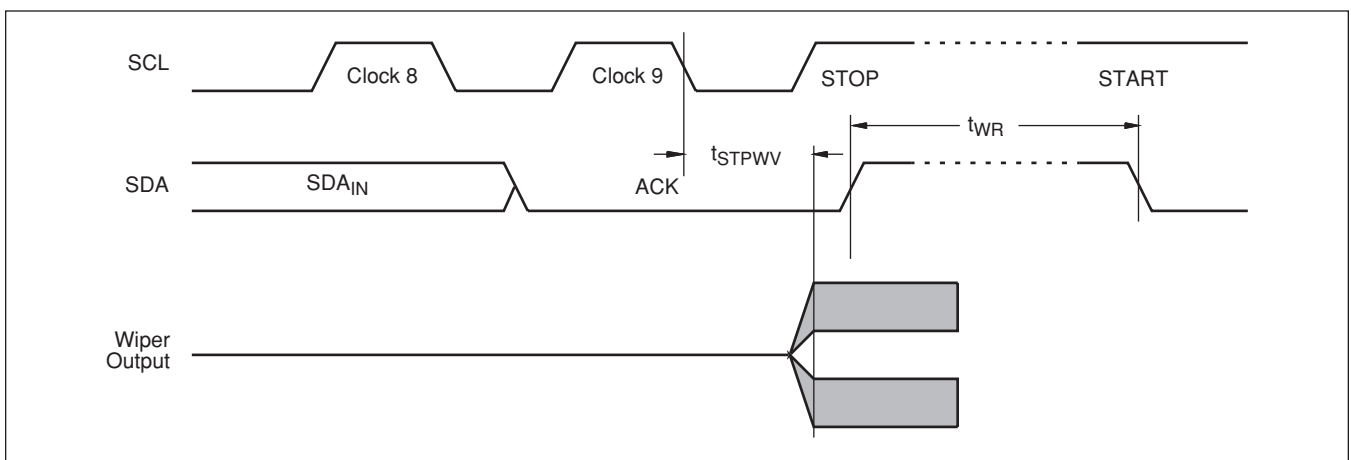 SCL
Clock 8
Clock 9
STOP
START
tWR
tSTPWV
SDA
SDAIN
ACK
Wiper
Output